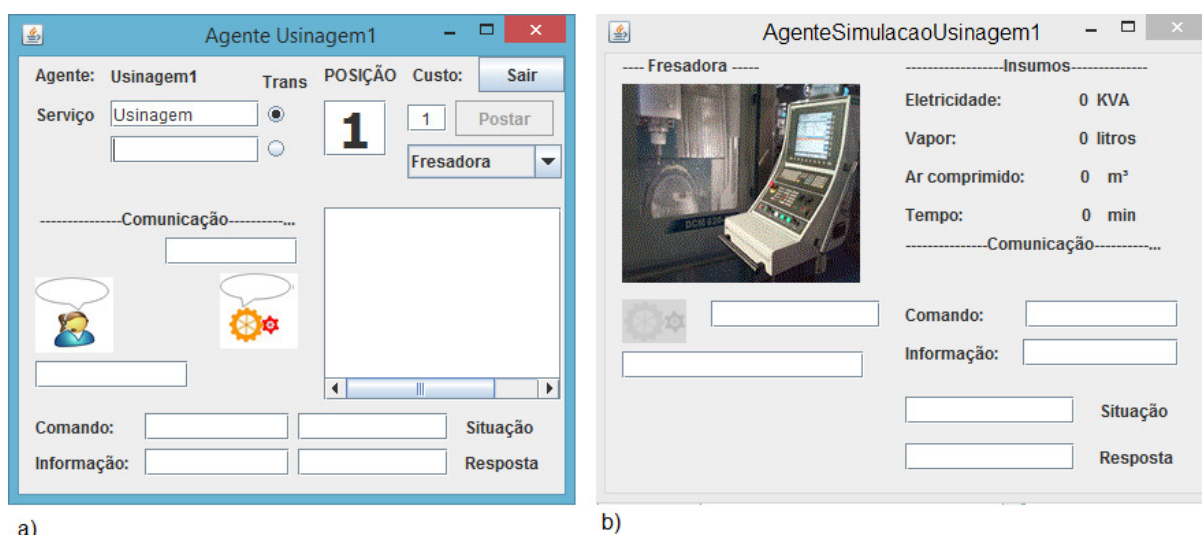 Agente Usinagem1
Agente: Usinagem1
Trans
POSIÇÃO
Custo:
Sair
Serviço
Usinagem
1
1
Postar
Fresadora
---------------Comunicação----------...
Comando:
Situação
Informação:
Resposta
a)
AgenteSimulacaoUsinagem1
---- Fresadora -----
------------------Insumos--------------
Eletricidade: 0 KVA
Vapor: 0 litros
Ar comprimido: 0 m³
Tempo: 0 min
---------------Comunicação----------...
Comando:
Informação:
Situação
Resposta
b)